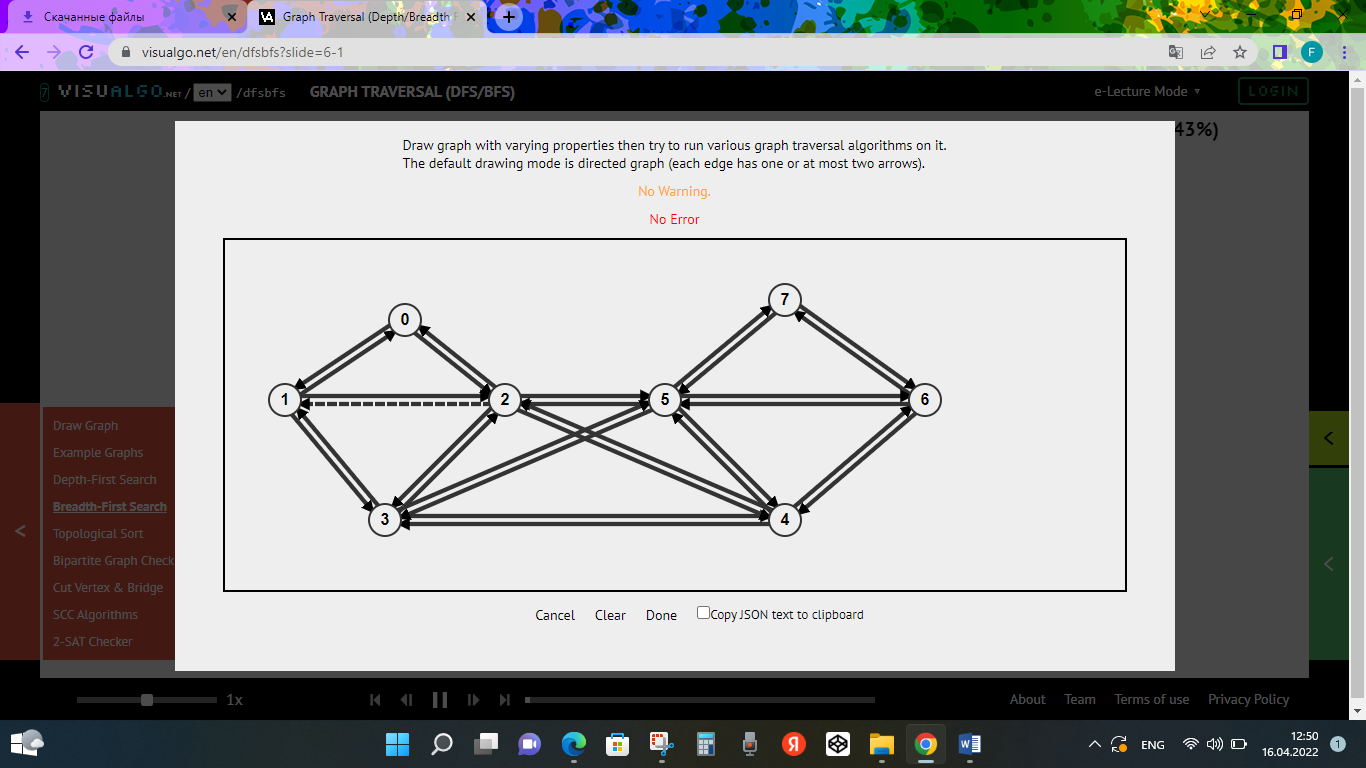 Скачанные файлы
Graph Traversal (Depth/Breadth F
visualgo.net/en/dfsbfs?slide=6-1
F
7 VISUALGO.NET / en /dfsbfs GRAPH TRAVERSAL (DFS/BFS) e-Lecture Mode LOGIN
43%)
Draw graph with varying properties then try to run various graph traversal algorithms on it.
The default drawing mode is directed graph (each edge has one or at most two arrows).
No Warning.
No Error
7
0
1
2
5
6
3
4
Draw Graph
Example Graphs
Depth-First Search
Breadth-First Search
Topological Sort
Bipartite Graph Check
Cut Vertex & Bridge
SCC Algorithms
2-SAT Checker
Cancel Clear Done Copy JSON text to clipboard
1x
About Team Terms of use Privacy Policy
Я
W
ENG
12:50
16.04.2022
1